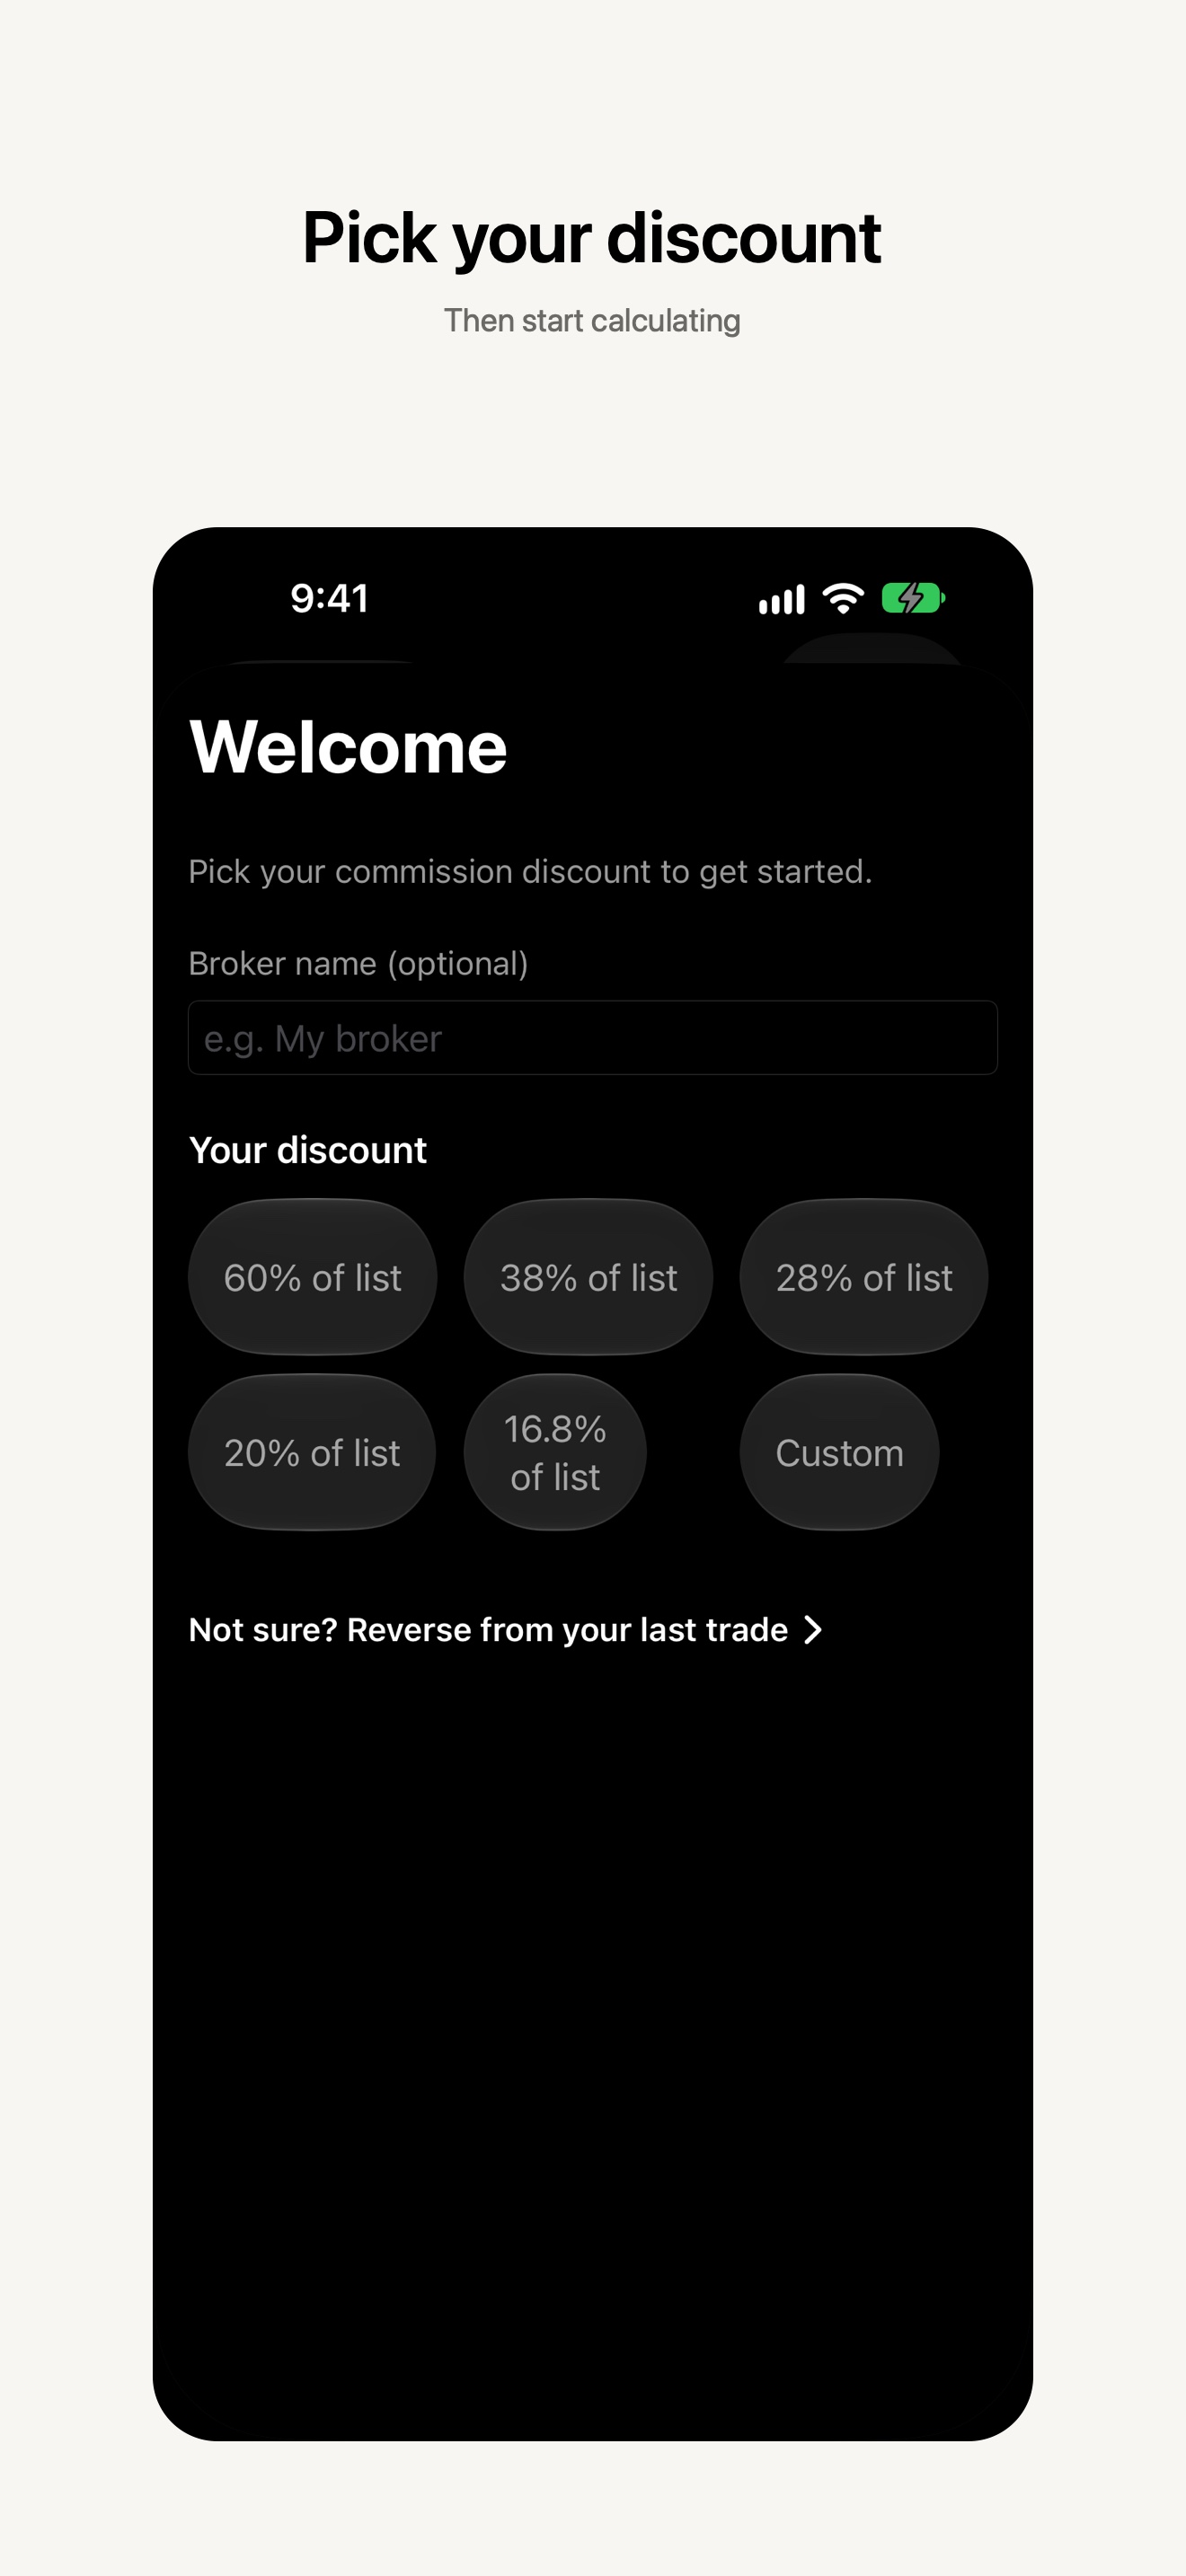 Pick your discount
Then start calculating
9:41
Welcome
Pick your commission discount to get started.
Broker name (optional)
e.g. My broker
Your discount
60% of list
38% of list
28% of list
20% of list
16.8%
of list
Custom
Not sure? Reverse from your last trade